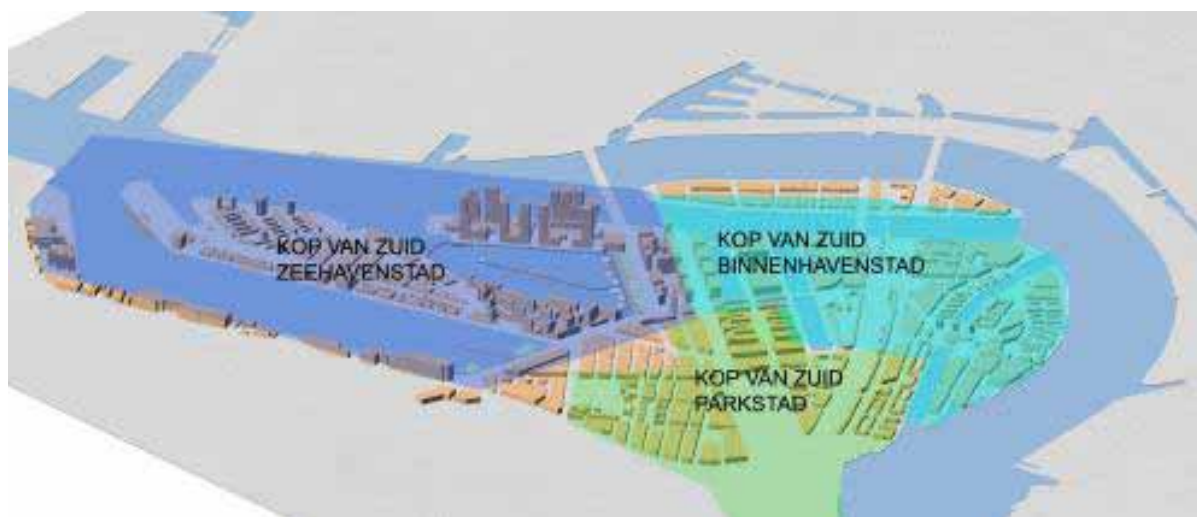 KOP VAN ZUID
ZEEHAVENSTAD
KOP VAN ZUID
BINNENHAVENSTAD
KOP VAN ZUID
PARKSTAD